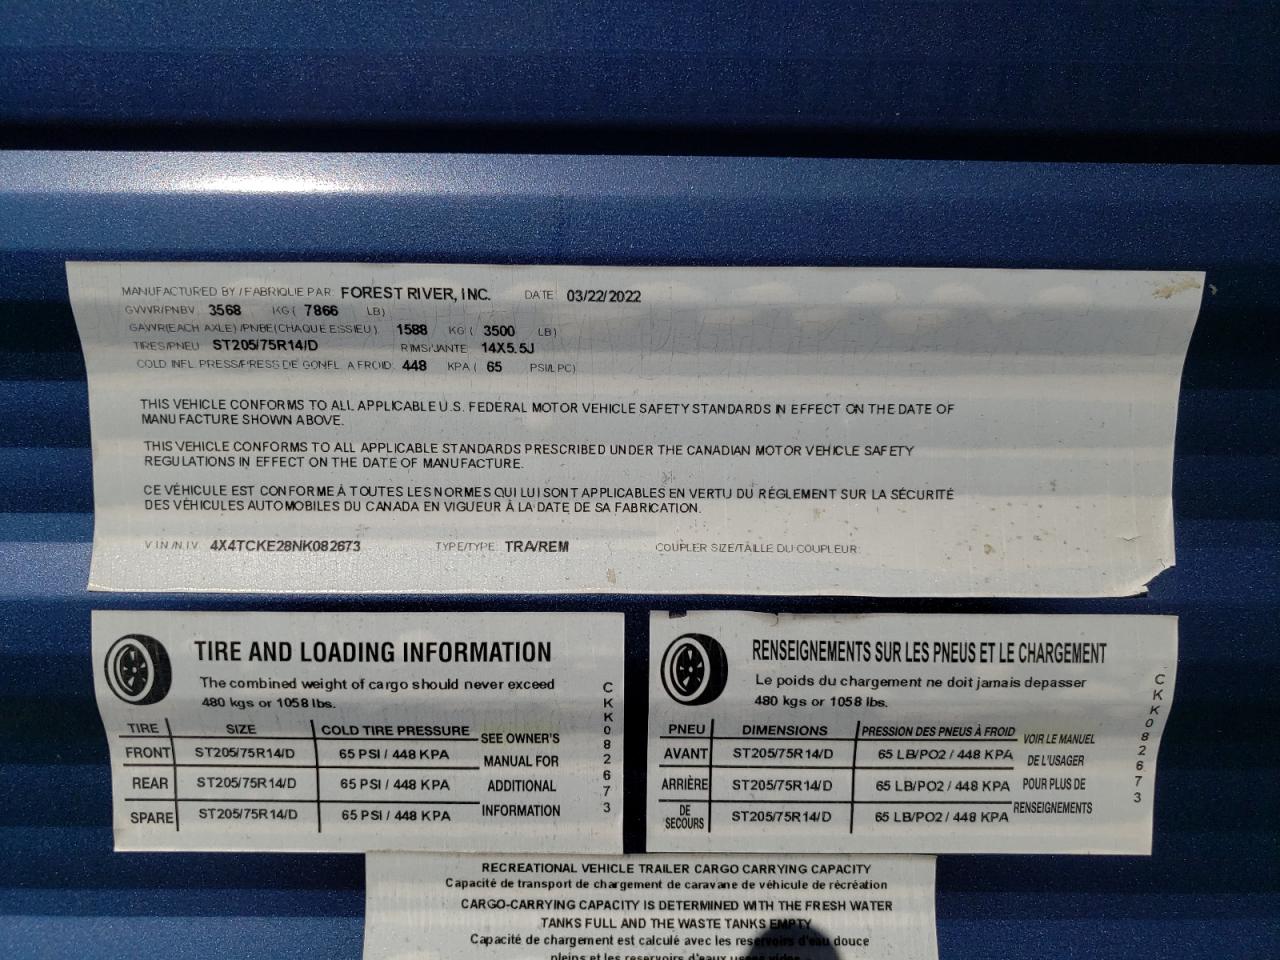 MANUFACTURED BY / FABRIQUE PAR: FOREST RIVER, INC. DATE 03/22/2022
GVWR/PNBV 3568 KG ( 7866 LB)
GAWR(EACH AXLE) /PNBE(CHAQUE ESSIEU) 1588 KG ( 3500 LB)
TIRES/PNEU ST205/75R14/D RIMS/JANTE 14X5.5J
COLD INFL PRESS/PRESS DE GONFL. A FROID 448 KPA ( 65 PSI/LPC)
THIS VEHICLE CONFORMS TO ALL APPLICABLE U.S. FEDERAL MOTOR VEHICLE SAFETY STANDARDS IN EFFECT ON THE DATE OF
MANUFACTURE SHOWN ABOVE.
THIS VEHICLE CONFORMS TO ALL APPLICABLE STANDARDS PRESCRIBED UNDER THE CANADIAN MOTOR VEHICLE SAFETY
REGULATIONS IN EFFECT ON THE DATE OF MANUFACTURE.
CE VÉHICULE EST CONFORME À TOUTES LES NORMES QUI LUI SONT APPLICABLES EN VERTU DU RÉGLEMENT SUR LA SÉCURITÉ
DES VÉHICULES AUTOMOBILES DU CANADA EN VIGUEUR À LA DATE DE SA FABRICATION.
V I N /N I V. 4X4TCKE28NK082673 TYPE/TYPE: TRA/REM COUPLER SIZE/TAILLE DU COUPLEUR:
TIRE AND LOADING INFORMATION
The combined weight of cargo should never exceed
480 kgs or 1058 lbs.
TIRE SIZE COLD TIRE PRESSURE SEE OWNER'S
FRONT ST205/75R14/D 65 PSI / 448 KPA MANUAL FOR
REAR ST205/75R14/D 65 PSI / 448 KPA ADDITIONAL
SPARE ST205/75R14/D 65 PSI / 448 KPA INFORMATION
CKK082673
RENSEIGNEMENTS SUR LES PNEUS ET LE CHARGEMENT
Le poids du chargement ne doit jamais depasser
480 kgs or 1058 lbs.
PNEU DIMENSIONS PRESSION DES PNEUS À FROID VOIR LE MANUEL
AVANT ST205/75R14/D 65 LB/PO2 / 448 KPA DE L'USAGER
ARRIÈRE ST205/75R14/D 65 LB/PO2 / 448 KPA POUR PLUS DE
DE SECOURS ST205/75R14/D 65 LB/PO2 / 448 KPA RENSEIGNEMENTS
CKK082673
RECREATIONAL VEHICLE TRAILER CARGO CARRYING CAPACITY
Capacité de transport de chargement de caravane de véhicule de récréation
CARGO-CARRYING CAPACITY IS DETERMINED WITH THE FRESH WATER
TANKS FULL AND THE WASTE TANKS EMPTY
Capacité de chargement est calculé avec les reservoirs d'eau douce
pleins et les reservoirs d'eaux